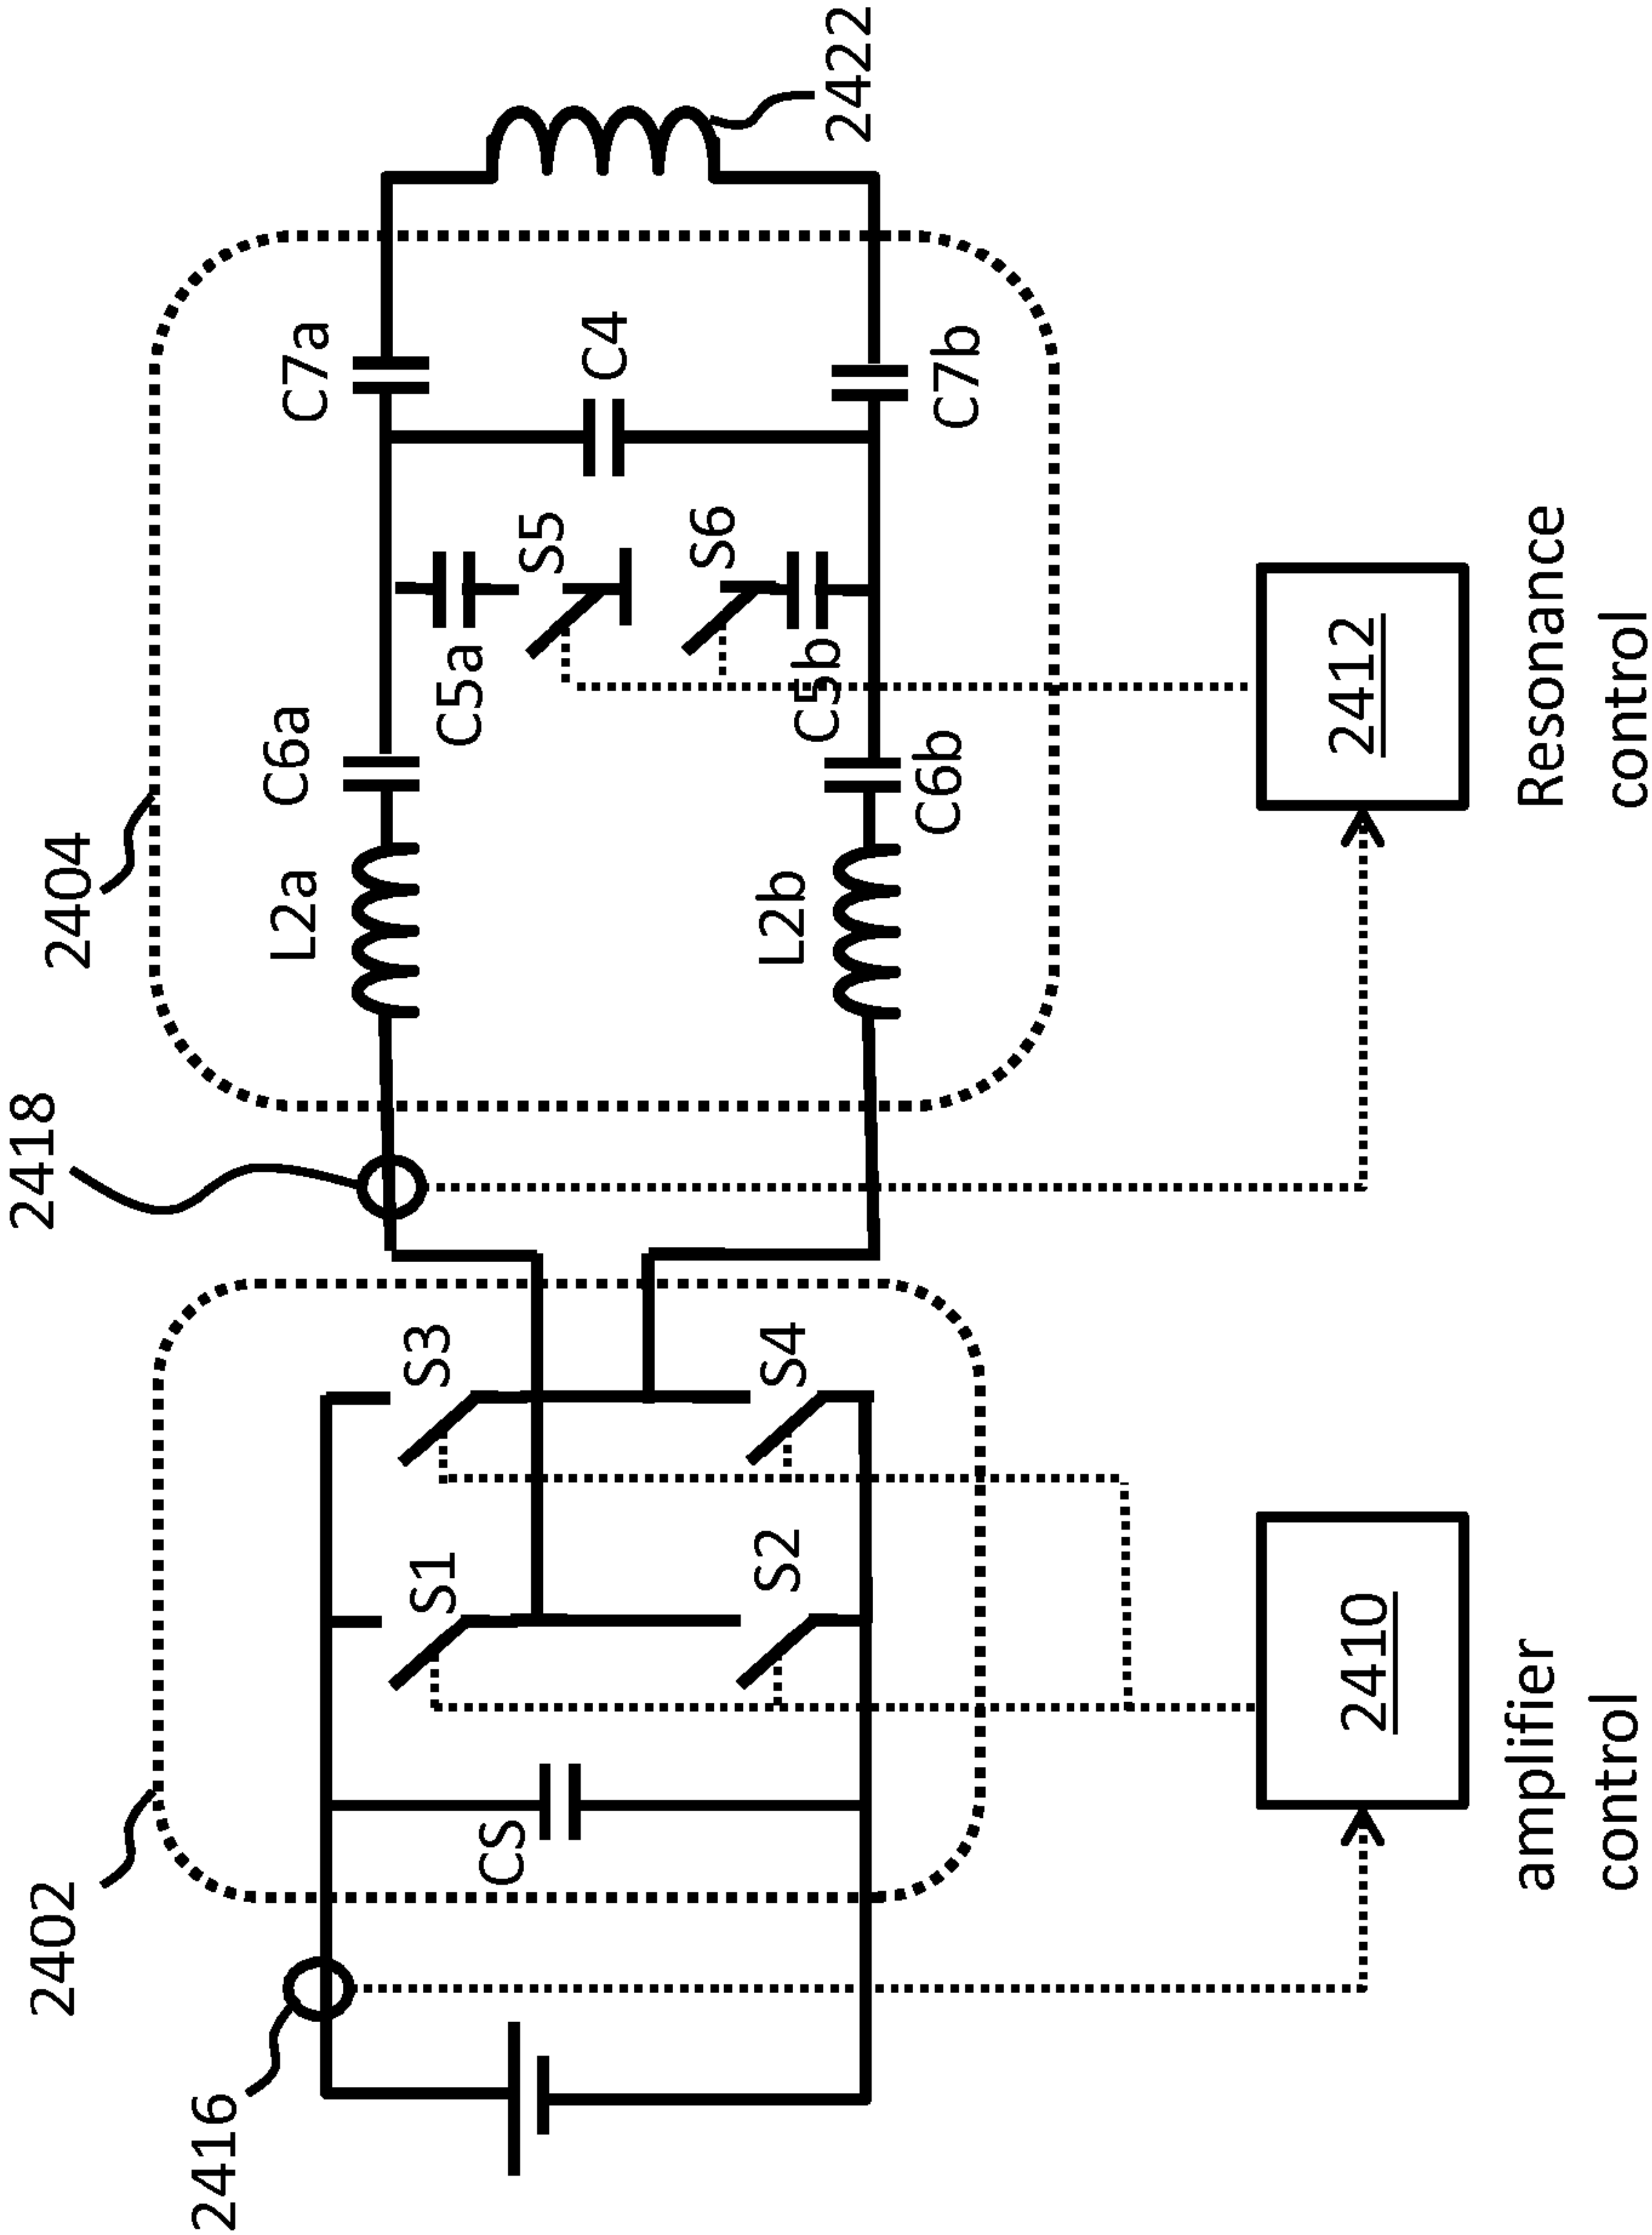 2416
2402
2418
2404
CS
S1
S2
S3
S4
L2a
L2b
C6a
C6b
C5a
C5b
S5
S6
C7a
C4
C7b
2422
2410
amplifier
control
2412
Resonance
control